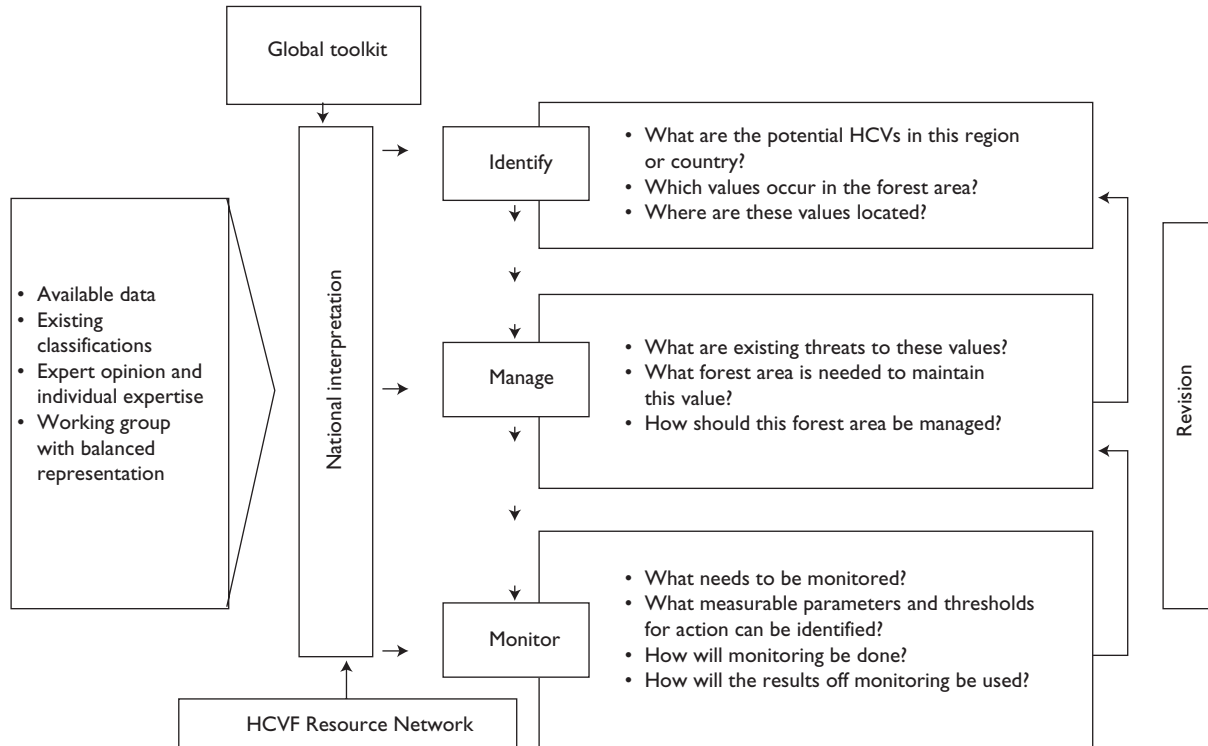 Global toolkit
• Available data
• Existing
classifications
• Expert opinion and
individual expertise
• Working group
with balanced
representation
National interpretation
HCVF Resource Network
Identify
• What are the potential HCVs in this region
or country?
• Which values occur in the forest area?
• Where are these values located?
Manage
• What are existing threats to these values?
• What forest area is needed to maintain
this value?
• How should this forest area be managed?
Monitor
• What needs to be monitored?
• What measurable parameters and thresholds
for action can be identified?
• How will monitoring be done?
• How will the results off monitoring be used?
Revision